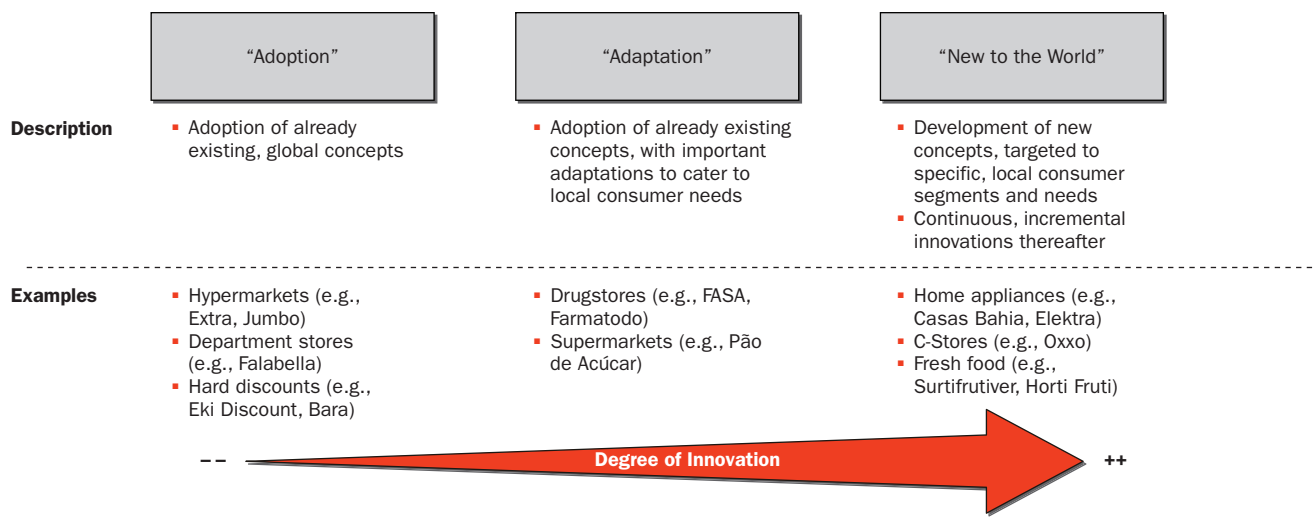 “Adoption”
“Adaptation”
“New to the World”
Description
▪ Adoption of already
existing, global concepts
▪ Adoption of already existing
concepts, with important
adaptations to cater to
local consumer needs
▪ Development of new
concepts, targeted to
specific, local consumer
segments and needs
▪ Continuous, incremental
innovations thereafter
Examples
▪ Hypermarkets (e.g.,
Extra, Jumbo)
▪ Department stores
(e.g., Falabella)
▪ Hard discounts (e.g.,
Eki Discount, Bara)
▪ Drugstores (e.g., FASA,
Farmatodo)
▪ Supermarkets (e.g., Pão
de Acúcar)
▪ Home appliances (e.g.,
Casas Bahia, Elektra)
▪ C-Stores (e.g., Oxxo)
▪ Fresh food (e.g.,
Surtifrutiver, Horti Fruti)
– –
Degree of Innovation
++